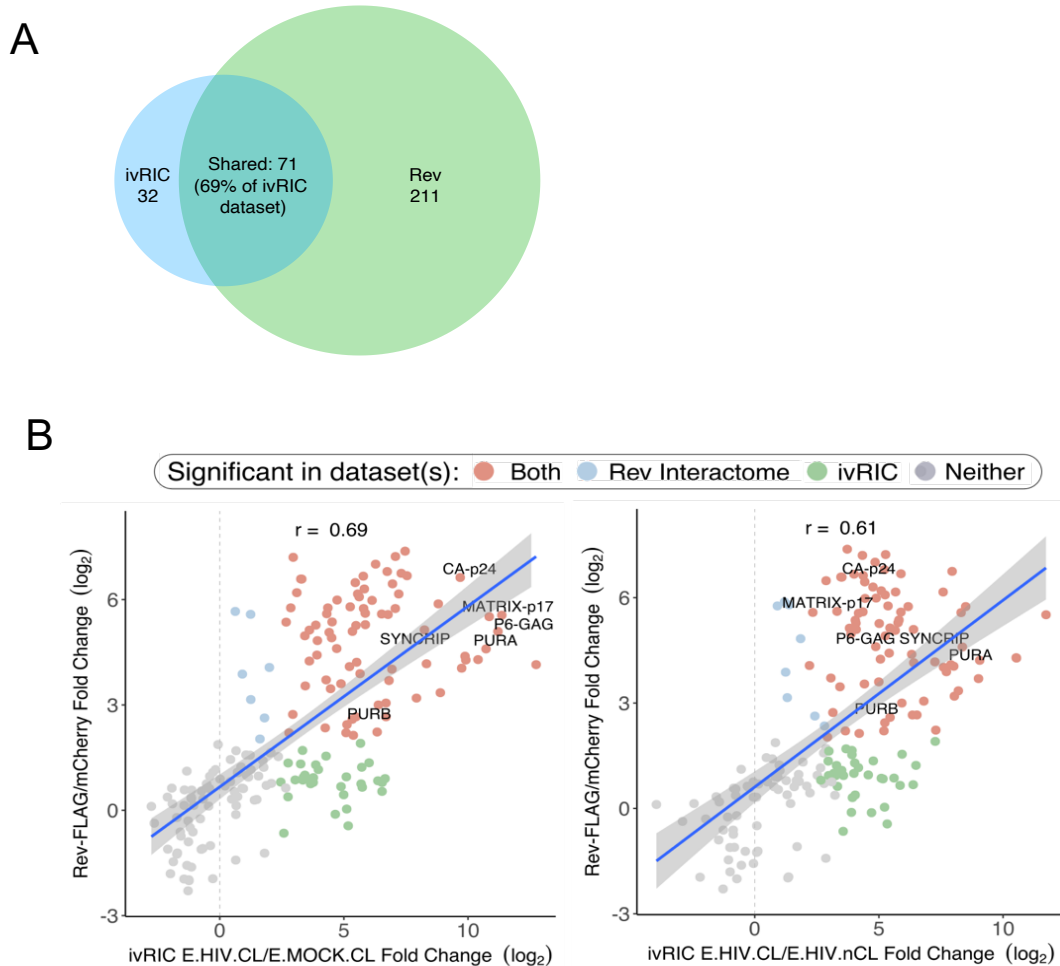 A
ivRIC
32
Shared: 71
(69% of ivRIC
dataset)
Rev
211
B
Significant in dataset(s): Both Rev Interactome ivRIC Neither
r = 0.69
CA-p24
MATRIX-p17
P6-GAG
SYNCRIP
PURA
PURB
6
3
0
-3
0
5
10
Rev-FLAG/mCherry Fold Change (log2)
ivRIC E.HIV.CL/E.MOCK.CL Fold Change (log2)
r = 0.61
CA-p24
MATRIX-p17
P6-GAG SYNCRIP
PURA
PURB
6
3
0
-3
0
5
10
Rev-FLAG/mCherry Fold Change (log2)
ivRIC E.HIV.CL/E.HIV.nCL Fold Change (log2)